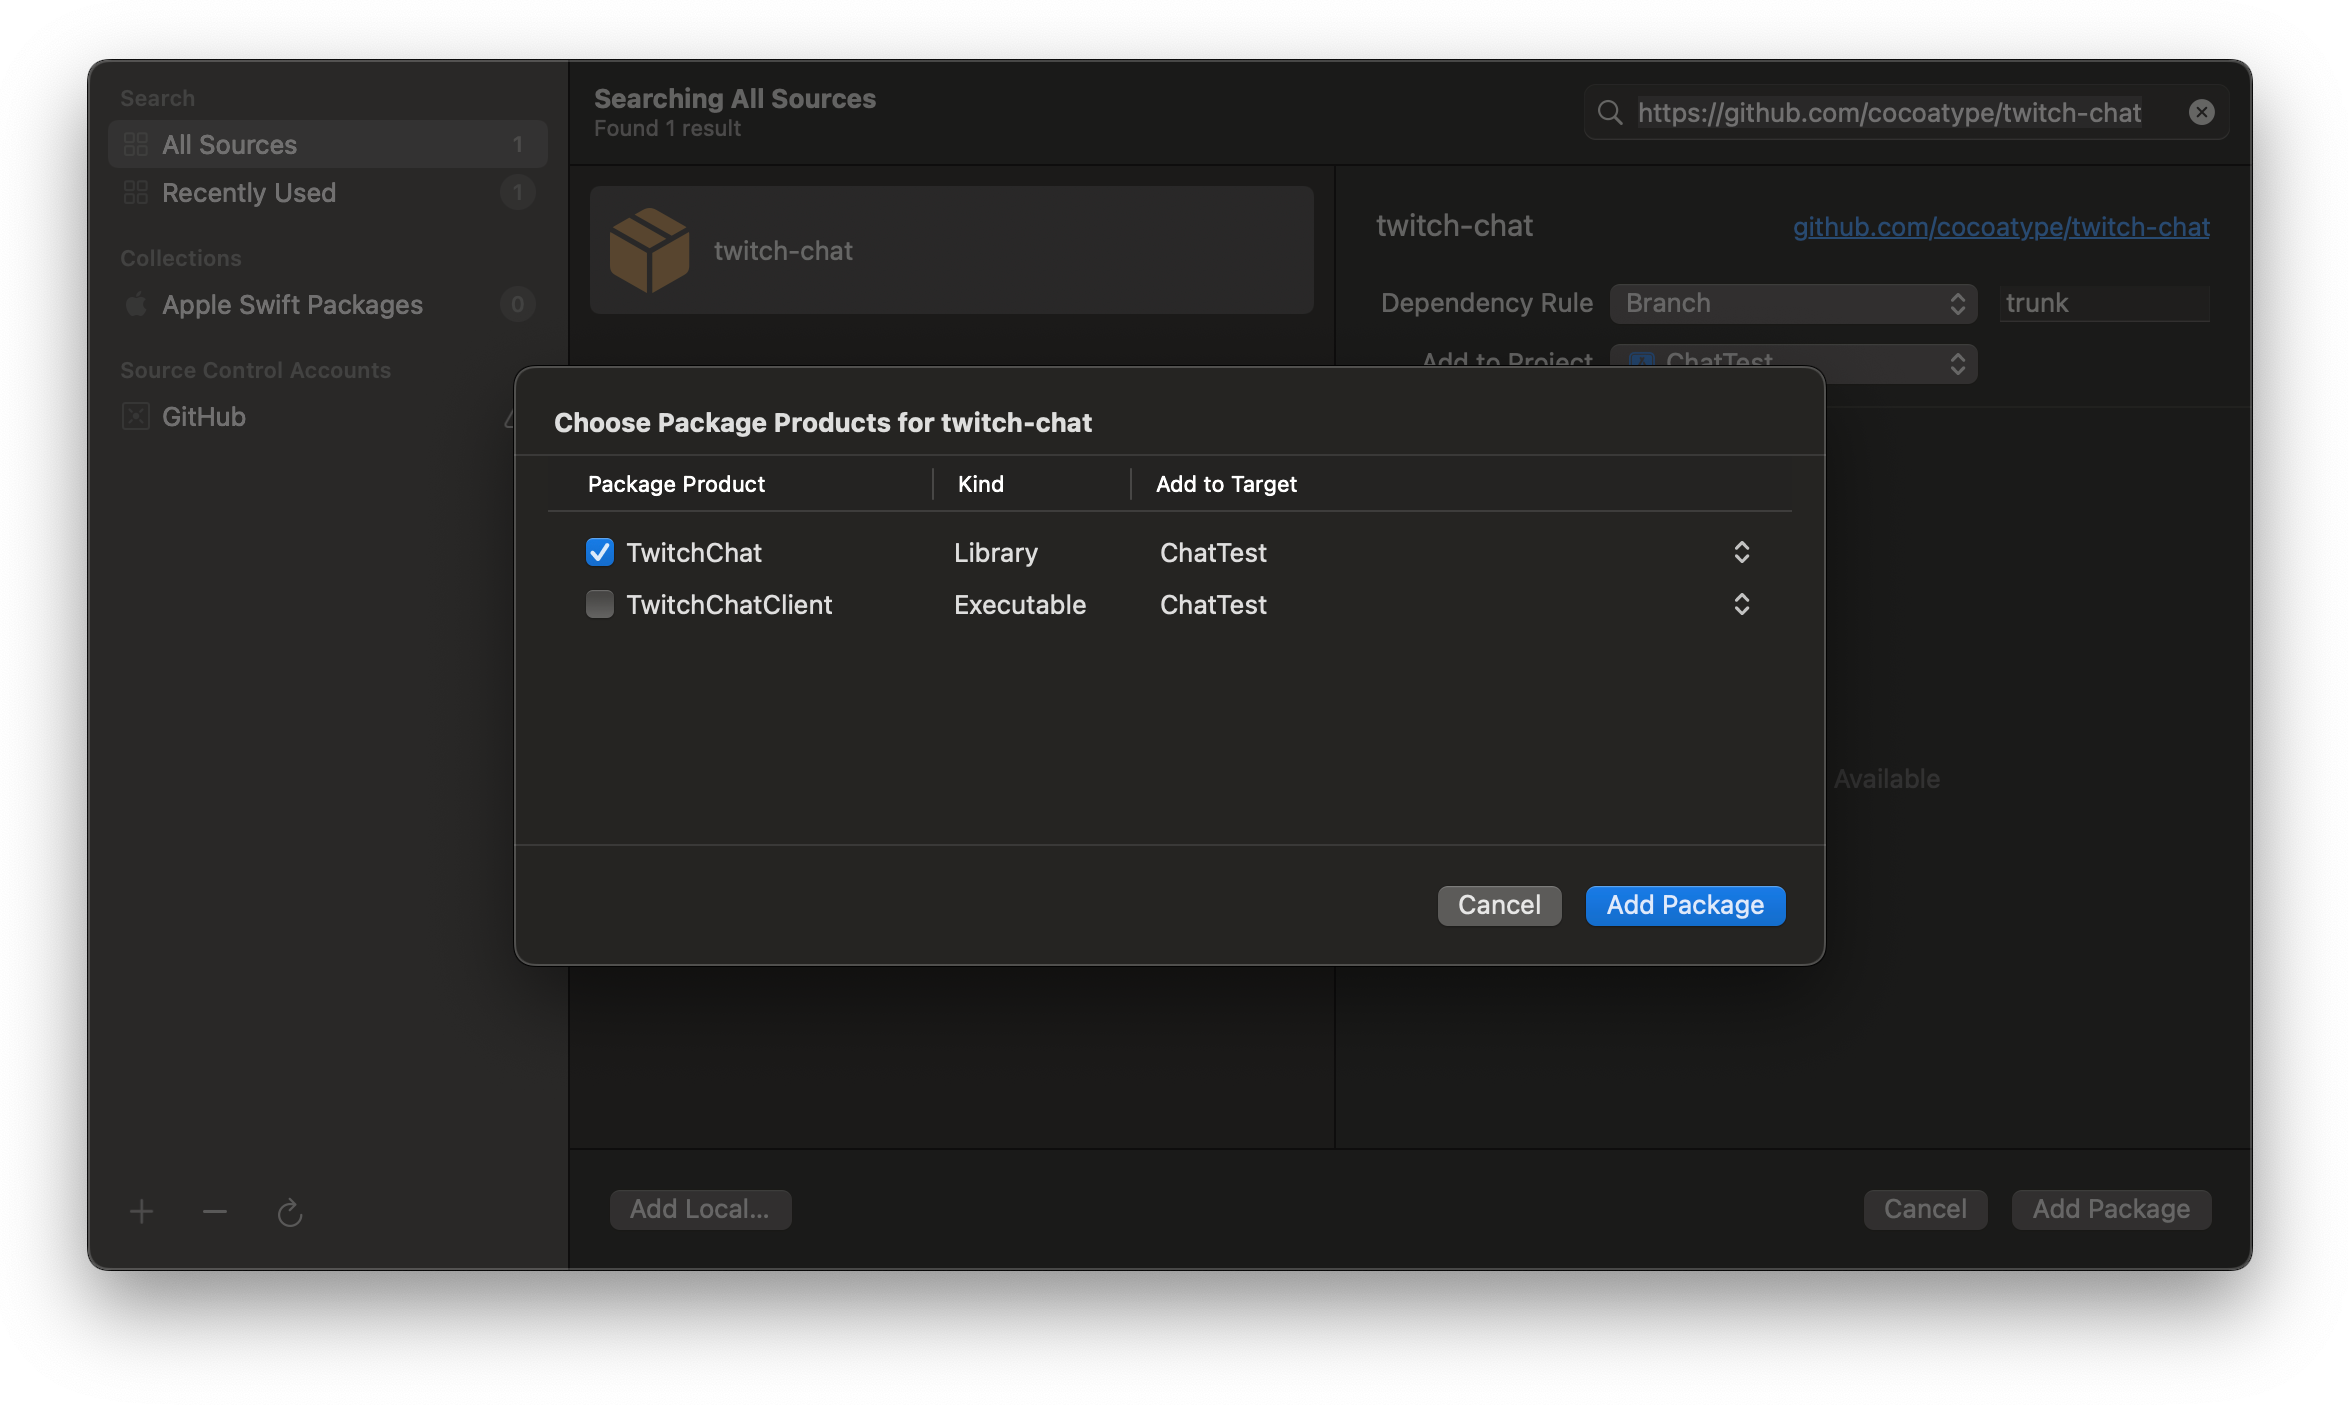 Search
All Sources 1
Recently Used 1
Collections
Apple Swift Packages 0
Source Control Accounts
GitHub
Searching All Sources
Found 1 result
https://github.com/cocoatype/twitch-chat
twitch-chat
twitch-chat github.com/cocoatype/twitch-chat
Dependency Rule Branch trunk
Add to Project ChatTest
Choose Package Products for twitch-chat
Package Product Kind Add to Target
TwitchChat Library ChatTest
TwitchChatClient Executable ChatTest
Available
Cancel Add Package
Add Local... Cancel Add Package